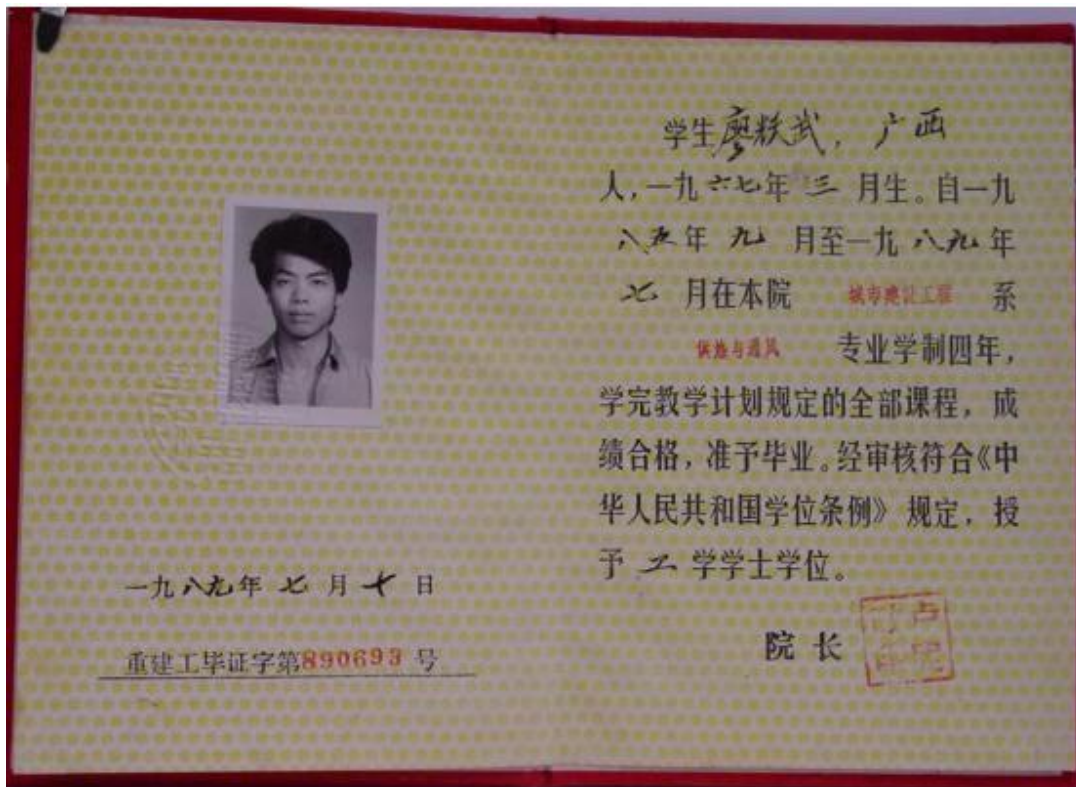 一九八九年 七 月 十 日
重建工毕证字第890693号
学生廖轶武，广西
人，一九六七年 三 月生。自一九
八五年 九 月至一九八九年
七 月在本院 城市建设工程 系
供热与通风 专业学制四年，
学完教学计划规定的全部课程，成
绩合格，准予毕业。经审核符合《中
华人民共和国学位条例》规定，授
予 工 学学士学位。
院 长